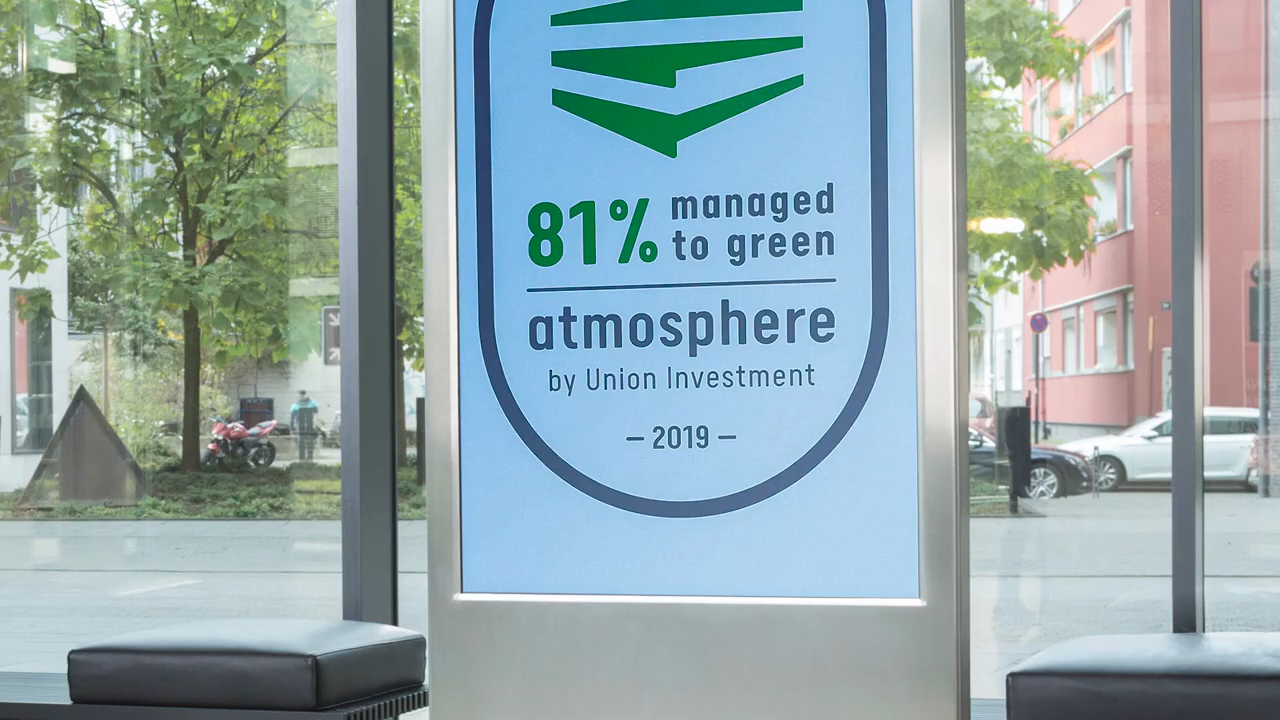 81% managed
to green
atmosphere
by Union Investment
– 2019 –